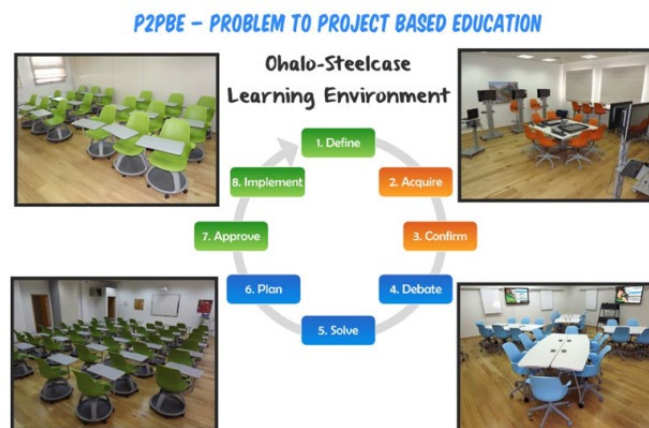 P2PBE – PROBLEM TO PROJECT BASED EDUCATION
Ohalo-Steelcase
Learning Environment
1. Define
2. Acquire
3. Confirm
4. Debate
5. Solve
6. Plan
7. Approve
8. Implement